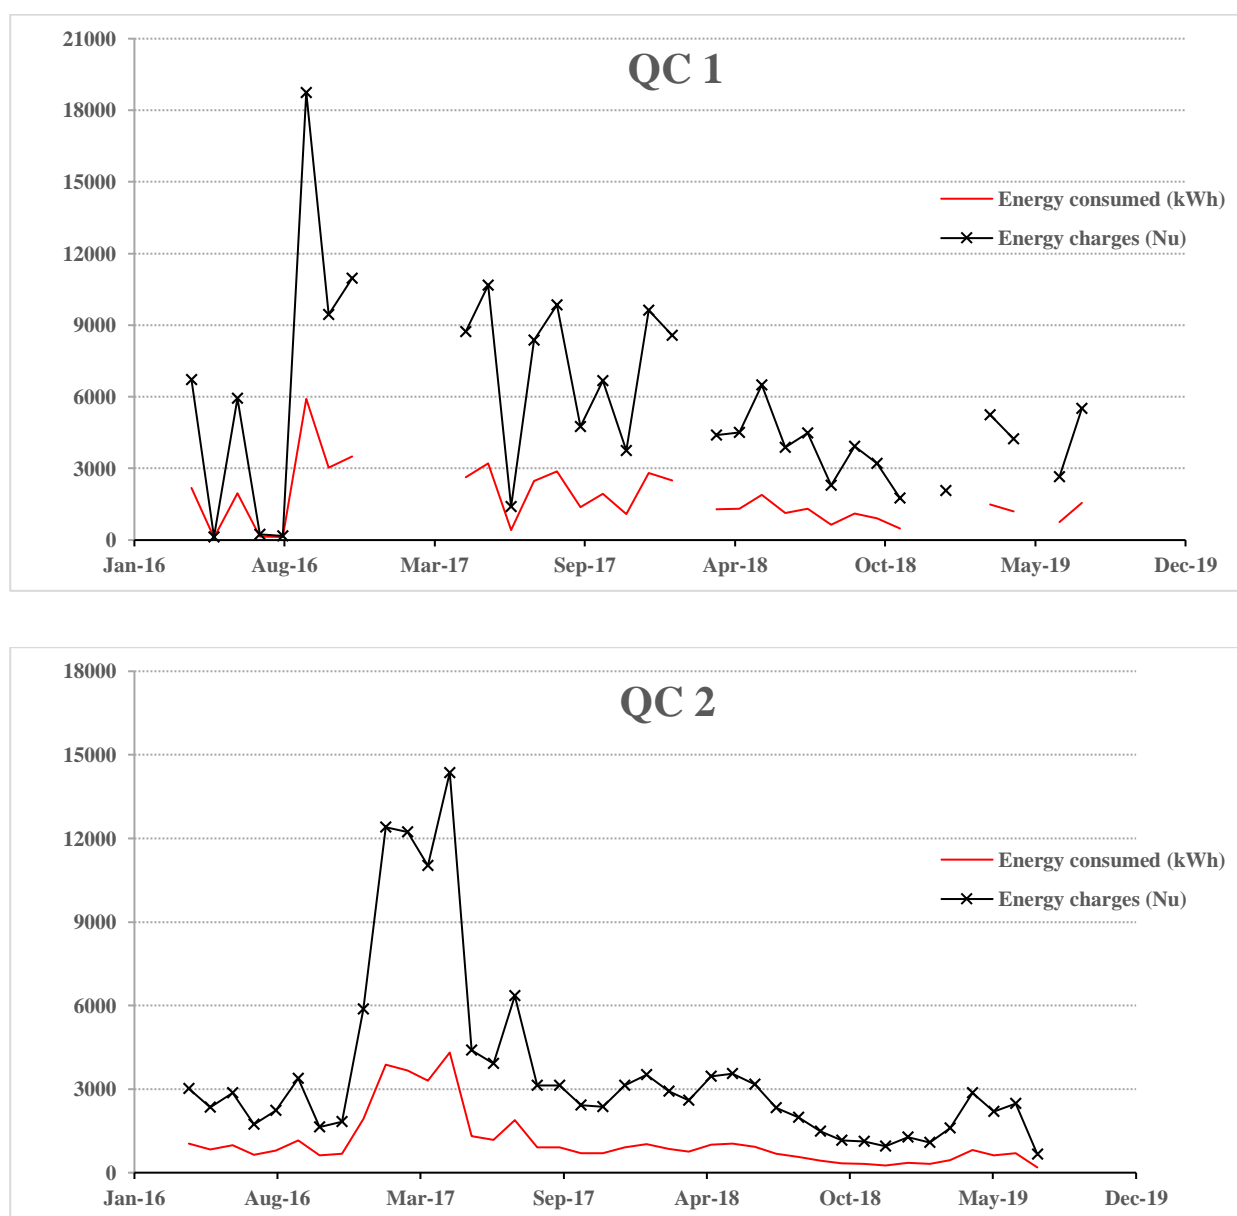 21000
QC 1
18000
15000
Energy consumed (kWh)
Energy charges (Nu)
12000
9000
6000
3000
0
Jan-16 Aug-16 Mar-17 Sep-17 Apr-18 Oct-18 May-19 Dec-19
18000
QC 2
15000
12000
Energy consumed (kWh)
Energy charges (Nu)
9000
6000
3000
0
Jan-16 Aug-16 Mar-17 Sep-17 Apr-18 Oct-18 May-19 Dec-19